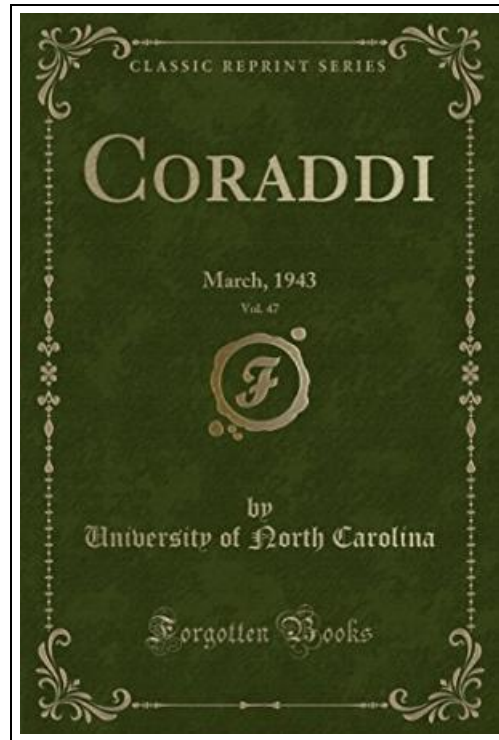 CLASSIC REPRINT SERIES
CORADDI
March, 1943
Vol. 47
F
by
University of North Carolina
Forgotten Books